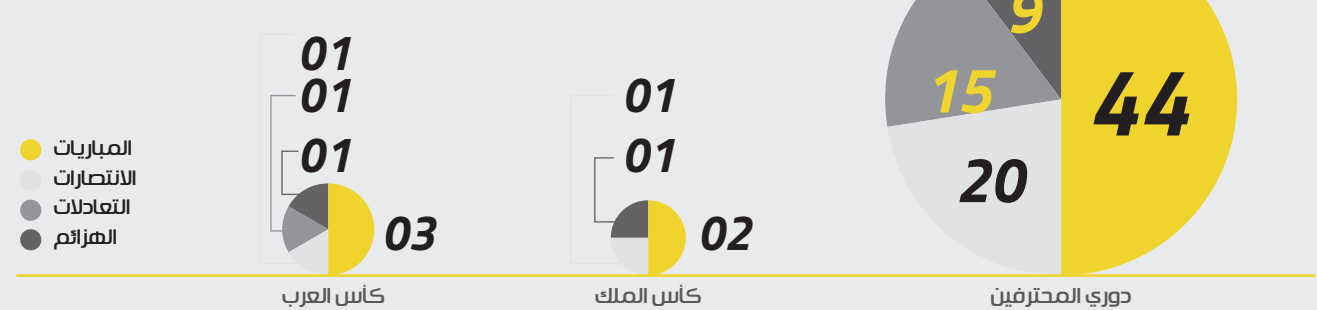 9
15
44
20
دوري المحترفين
01
01
02
كأس الملك
01
01
01
03
كأس العرب
المباريات
الانتصارات
التعادلات
الهزائم